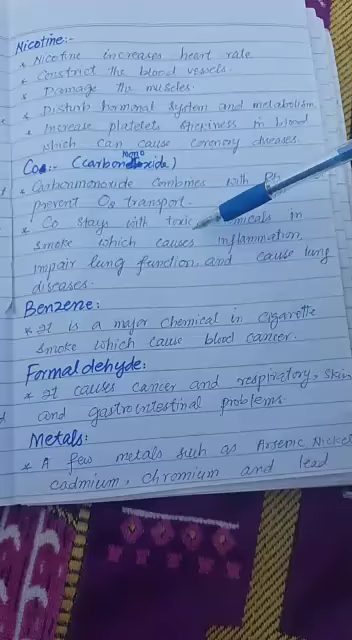 Nicotine:-
* Nicotine increases heart rate
* Constrict the blood vessels.
* Damage the muscles.
* Disturb hormonal system and metabolism
* Increase platelets stickiness in blood
which can cause coronary diseases.
Co:- (Carbon Monoxide)
* Carbonmonoxide combines with
prevent O2 transport.
* Co stays with toxic in
smoke which causes inflammation,
impair lung function, and cause lung
diseases.
Benzene:
* It is a major chemical in cigarette
smoke which cause blood cancer.
Formaldehyde:
* It causes cancer and respiratory, skin
and gastrointestinal problems.
Metals:
* A few metals such as Arsenic Nickel
cadmium, chromium and lead